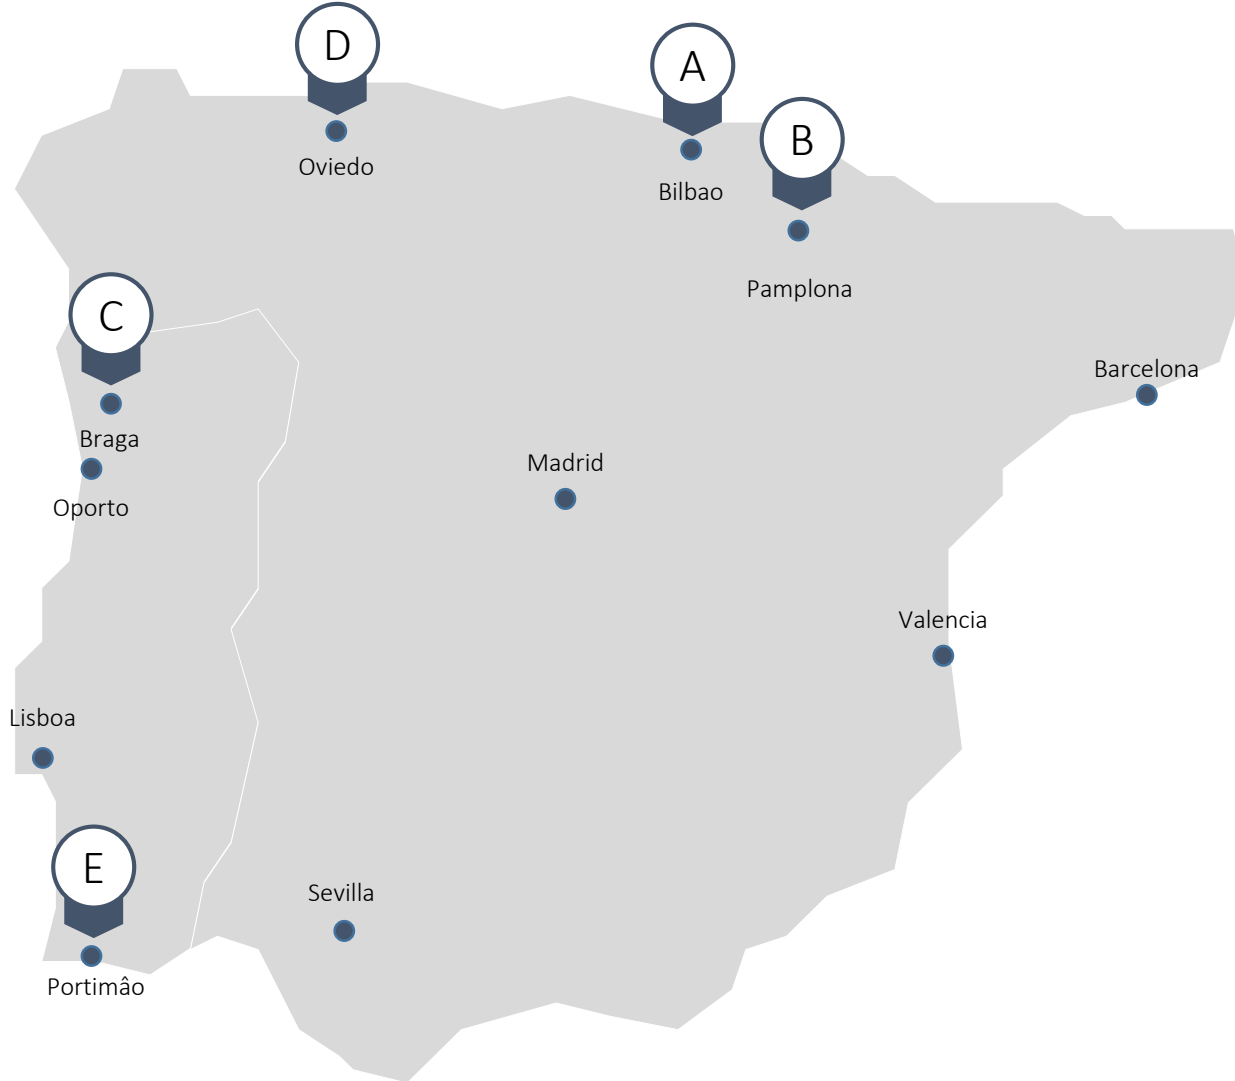 D
A
B
Oviedo
Bilbao
Pamplona
C
Barcelona
Braga
Madrid
Oporto
Valencia
Lisboa
E
Sevilla
Portimâo